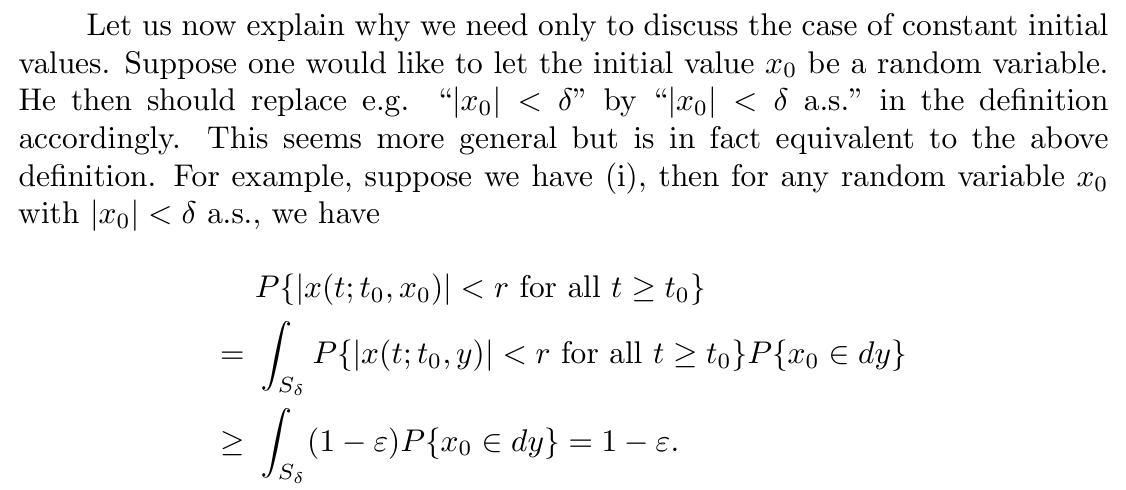 Let us now explain why we need only to discuss the case of constant initial
values. Suppose one would like to let the initial value x₀ be a random variable.
He then should replace e.g. “|x₀| < δ” by “|x₀| < δ a.s.” in the definition
accordingly. This seems more general but is in fact equivalent to the above
definition. For example, suppose we have (i), then for any random variable x₀
with |x₀| < δ a.s., we have
P{|x(t; t₀, x₀)| < r for all t ≥ t₀}
= ∫_{S_δ} P{|x(t; t₀, y)| < r for all t ≥ t₀}P{x₀ ∈ dy}
≥ ∫_{S_δ} (1 − ε)P{x₀ ∈ dy} = 1 − ε.